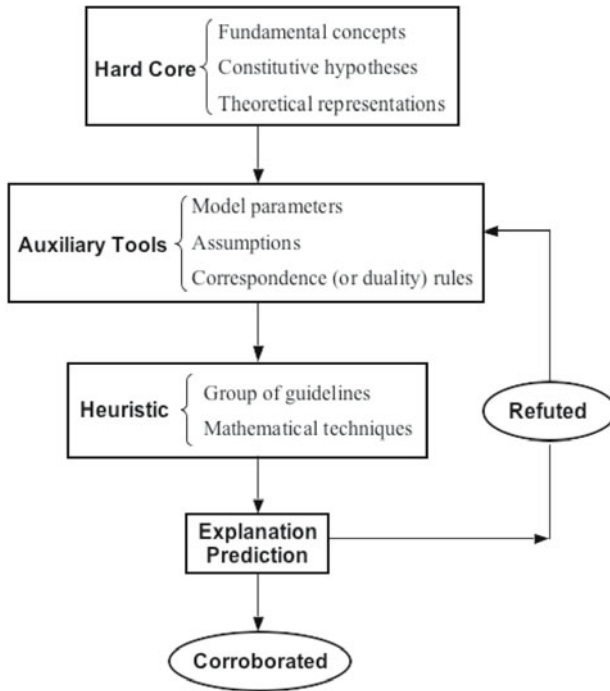 Fundamental concepts
Hard Core
Constitutive hypotheses
Theoretical representations
Model parameters
Auxiliary Tools
Assumptions
Correspondence (or duality) rules
Group of guidelines
Heuristic
Mathematical techniques
Refuted
Explanation
Prediction
Corroborated